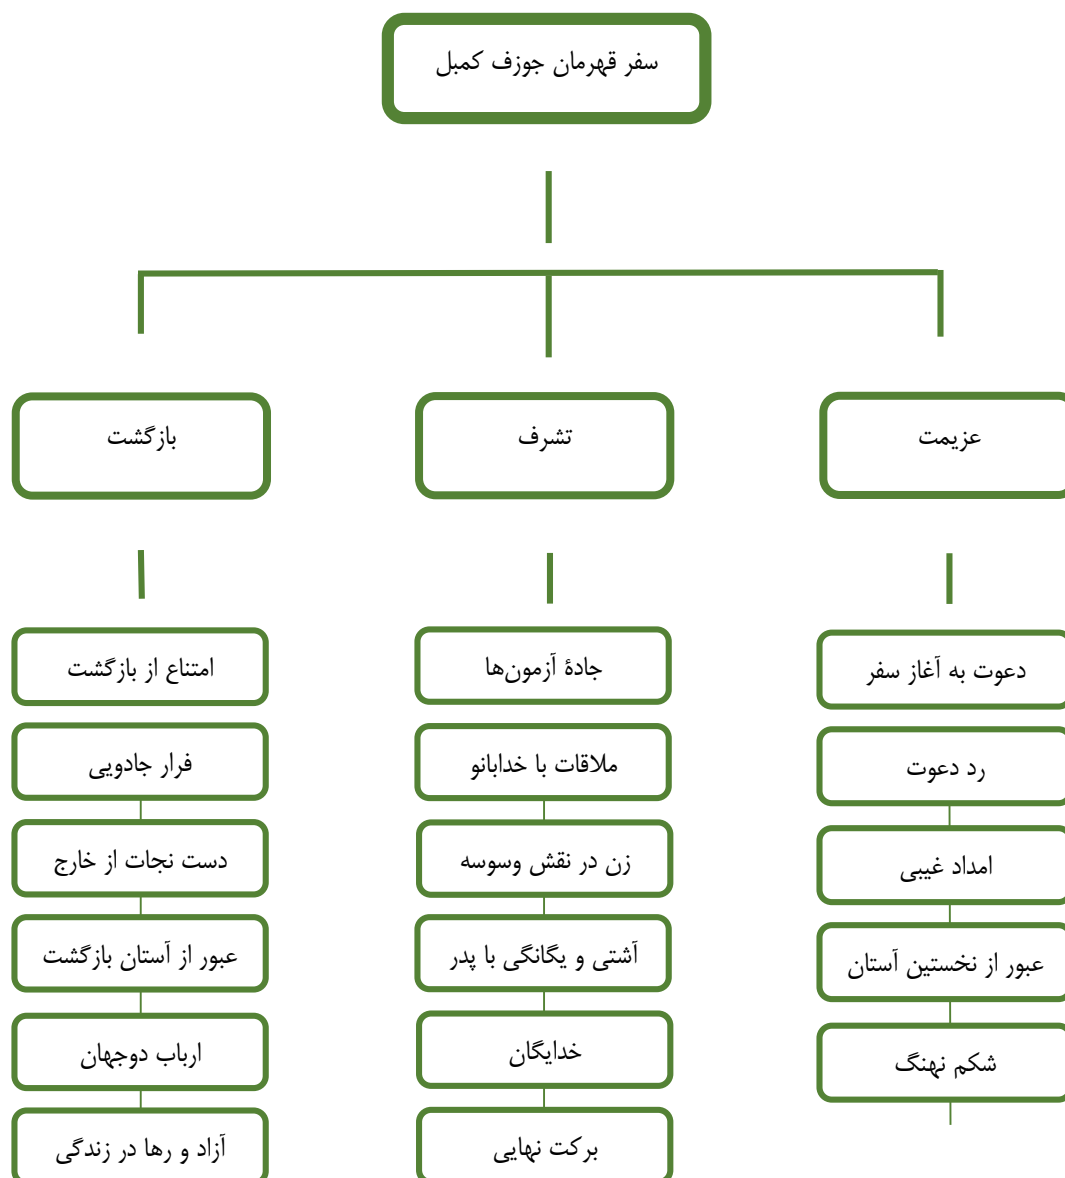 سفر قهرمان جوزف کمبل
عزیمت
تشرف
بازگشت
دعوت به آغاز سفر
رد دعوت
امداد غیبی
عبور از نخستین آستان
شکم نهنگ
جادۀ آزمون‌ها
ملاقات با خدابانو
زن در نقش وسوسه
آشتی و یگانگی با پدر
خدایگان
برکت نهایی
امتناع از بازگشت
فرار جادویی
دست نجات از خارج
عبور از آستان بازگشت
ارباب دوجهان
آزاد و رها در زندگی